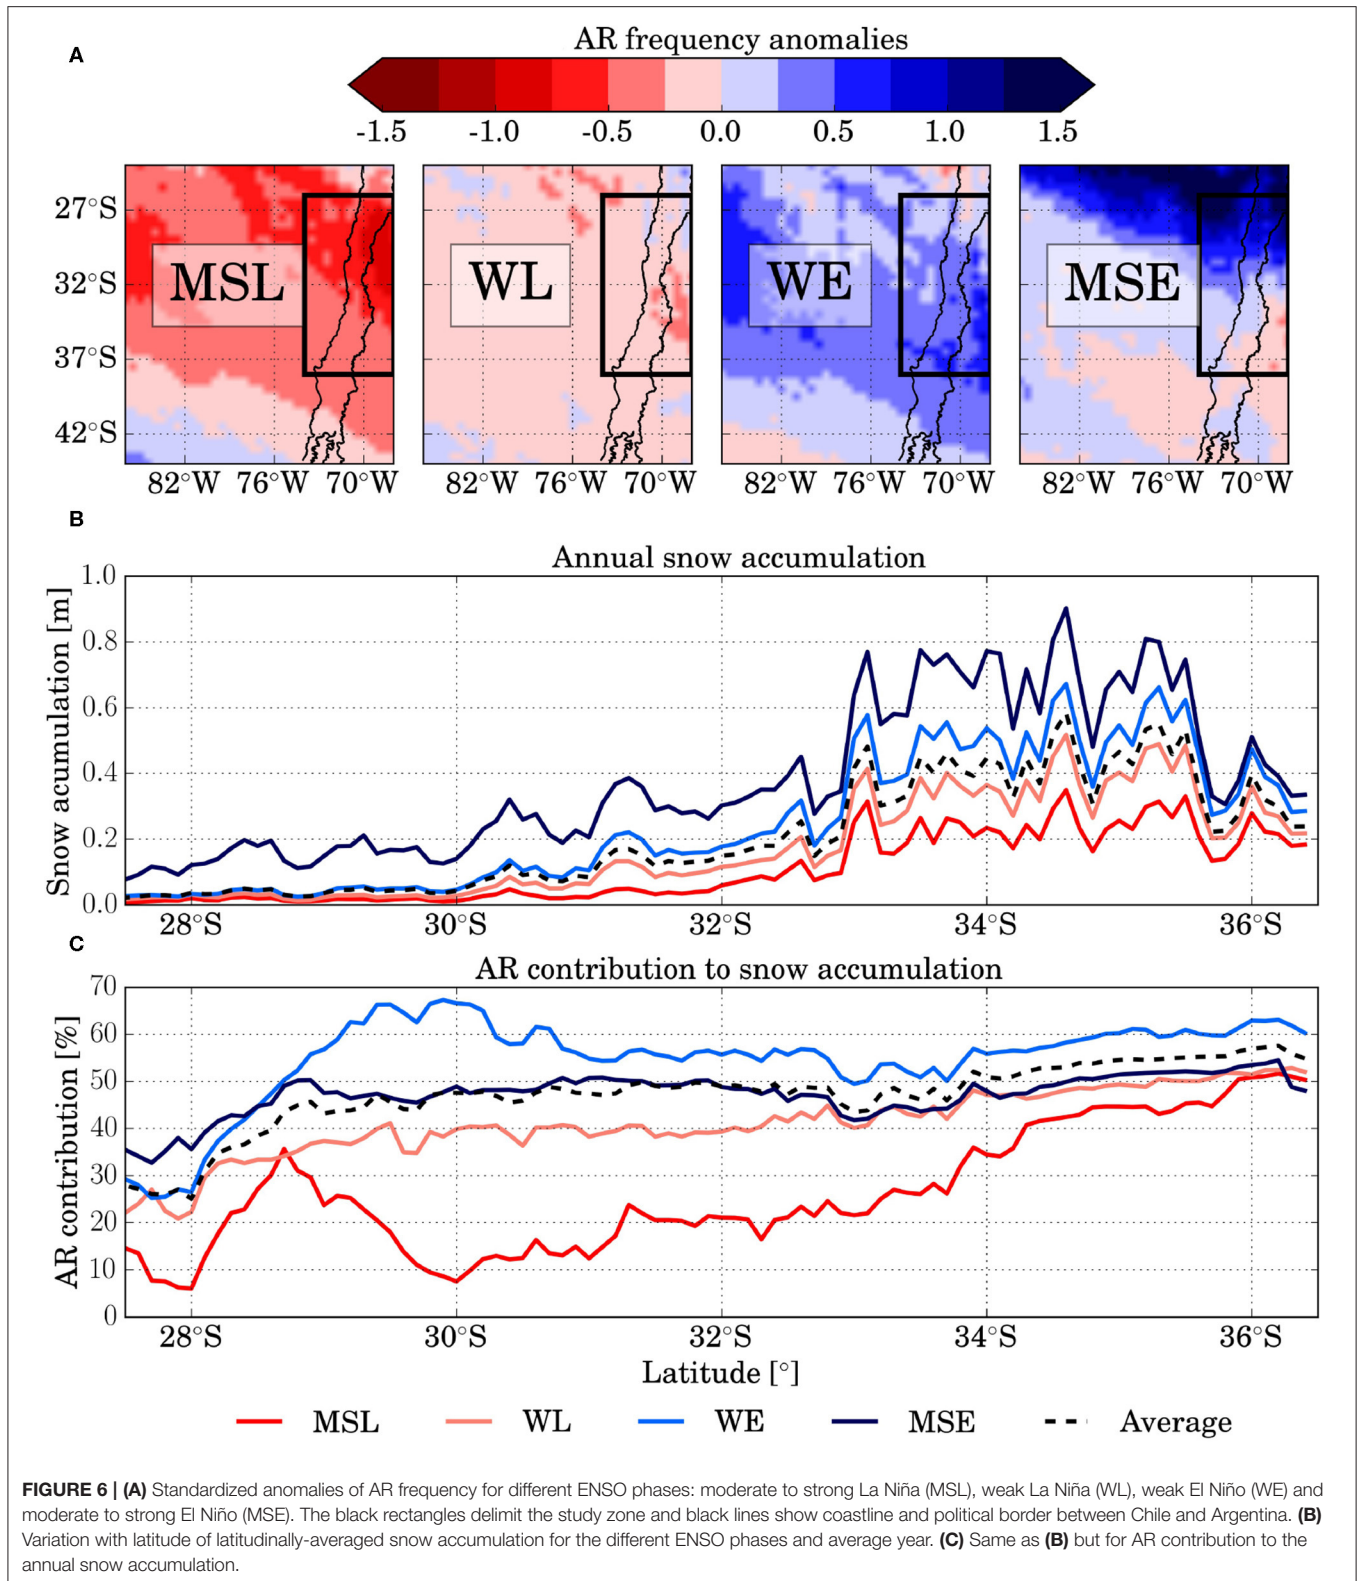 A
AR frequency anomalies
-1.5 -1.0 -0.5 0.0 0.5 1.0 1.5
27°S
32°S
37°S
42°S
MSL WL WE MSE
82°W 76°W 70°W 82°W 76°W 70°W 82°W 76°W 70°W 82°W 76°W 70°W
B
Annual snow accumulation
Snow acumulation [m]
1.0
0.8
0.6
0.4
0.2
0.0
28°S 30°S 32°S 34°S 36°S
C
AR contribution to snow accumulation
AR contribution [%]
70
60
50
40
30
20
10
0
28°S 30°S 32°S 34°S 36°S
Latitude [°]
MSL WL WE MSE Average
FIGURE 6 | (A) Standardized anomalies of AR frequency for different ENSO phases: moderate to strong La Niña (MSL), weak La Niña (WL), weak El Niño (WE) and
moderate to strong El Niño (MSE). The black rectangles delimit the study zone and black lines show coastline and political border between Chile and Argentina. (B)
Variation with latitude of latitudinally-averaged snow accumulation for the different ENSO phases and average year. (C) Same as (B) but for AR contribution to the
annual snow accumulation.